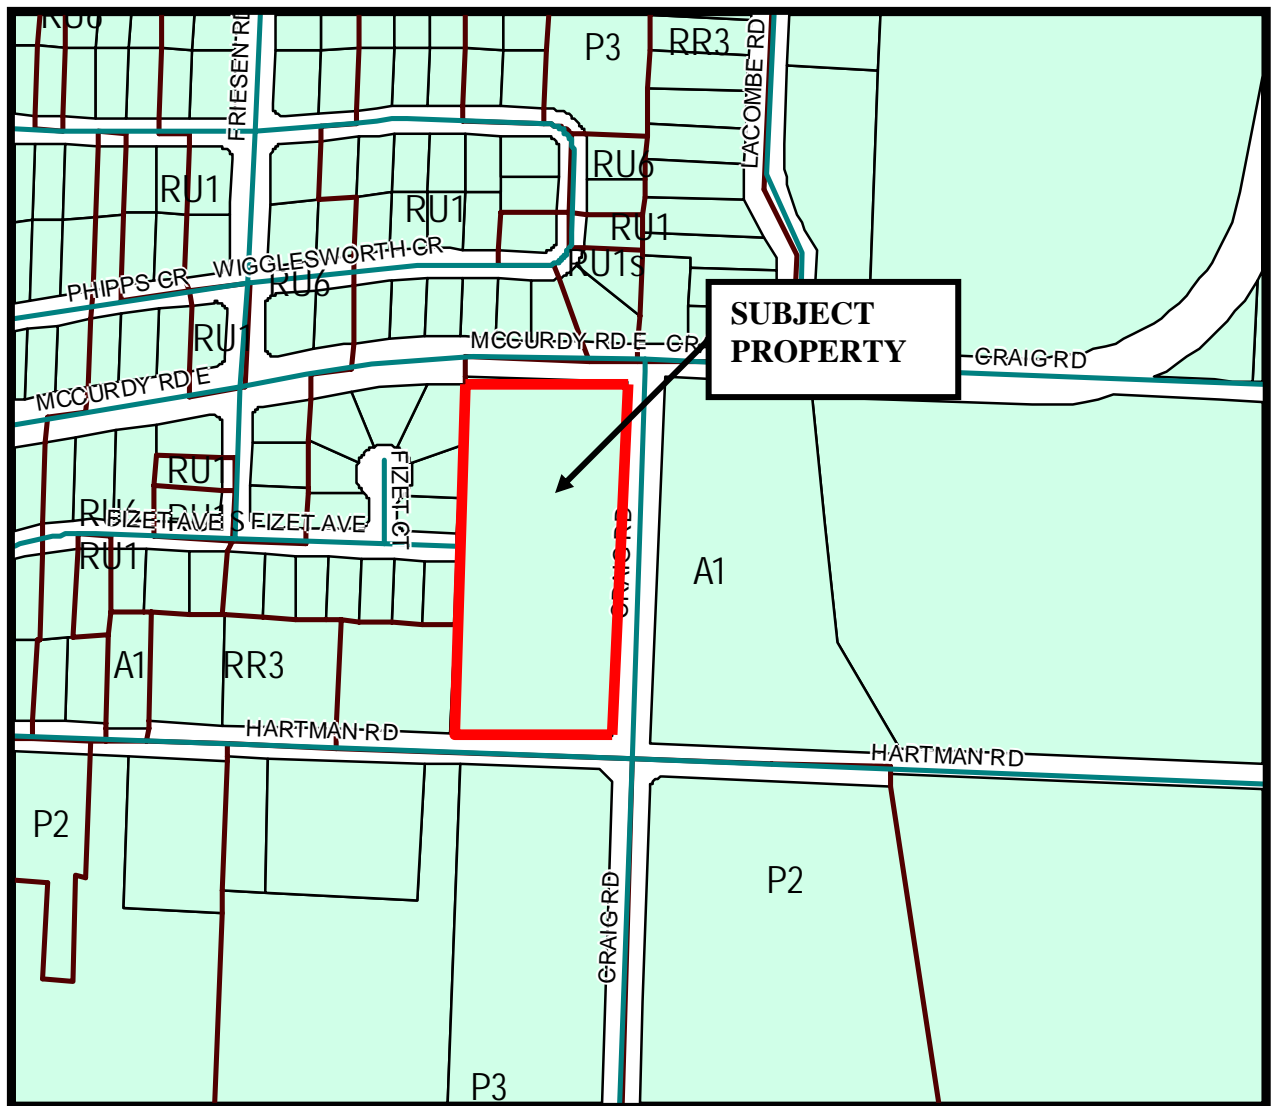 RU6
FRIESEN RD
P3
RR3
LACOMBE RD
RU1
RU1
RU6
RU1
RU1S
PHIPPS CR
WIGGLESWORTH CR
RU6
RU1
MCCURDY RD E
MCCURDY RD E
CR
SUBJECT
PROPERTY
CRAIG RD
RU1
RU6
FIZET AVE
S
FIZET AVE
FIZET CT
RU1
CRAIG RD
A1
A1
RR3
HARTMAN RD
HARTMAN RD
P2
P2
CRAIG RD
P3